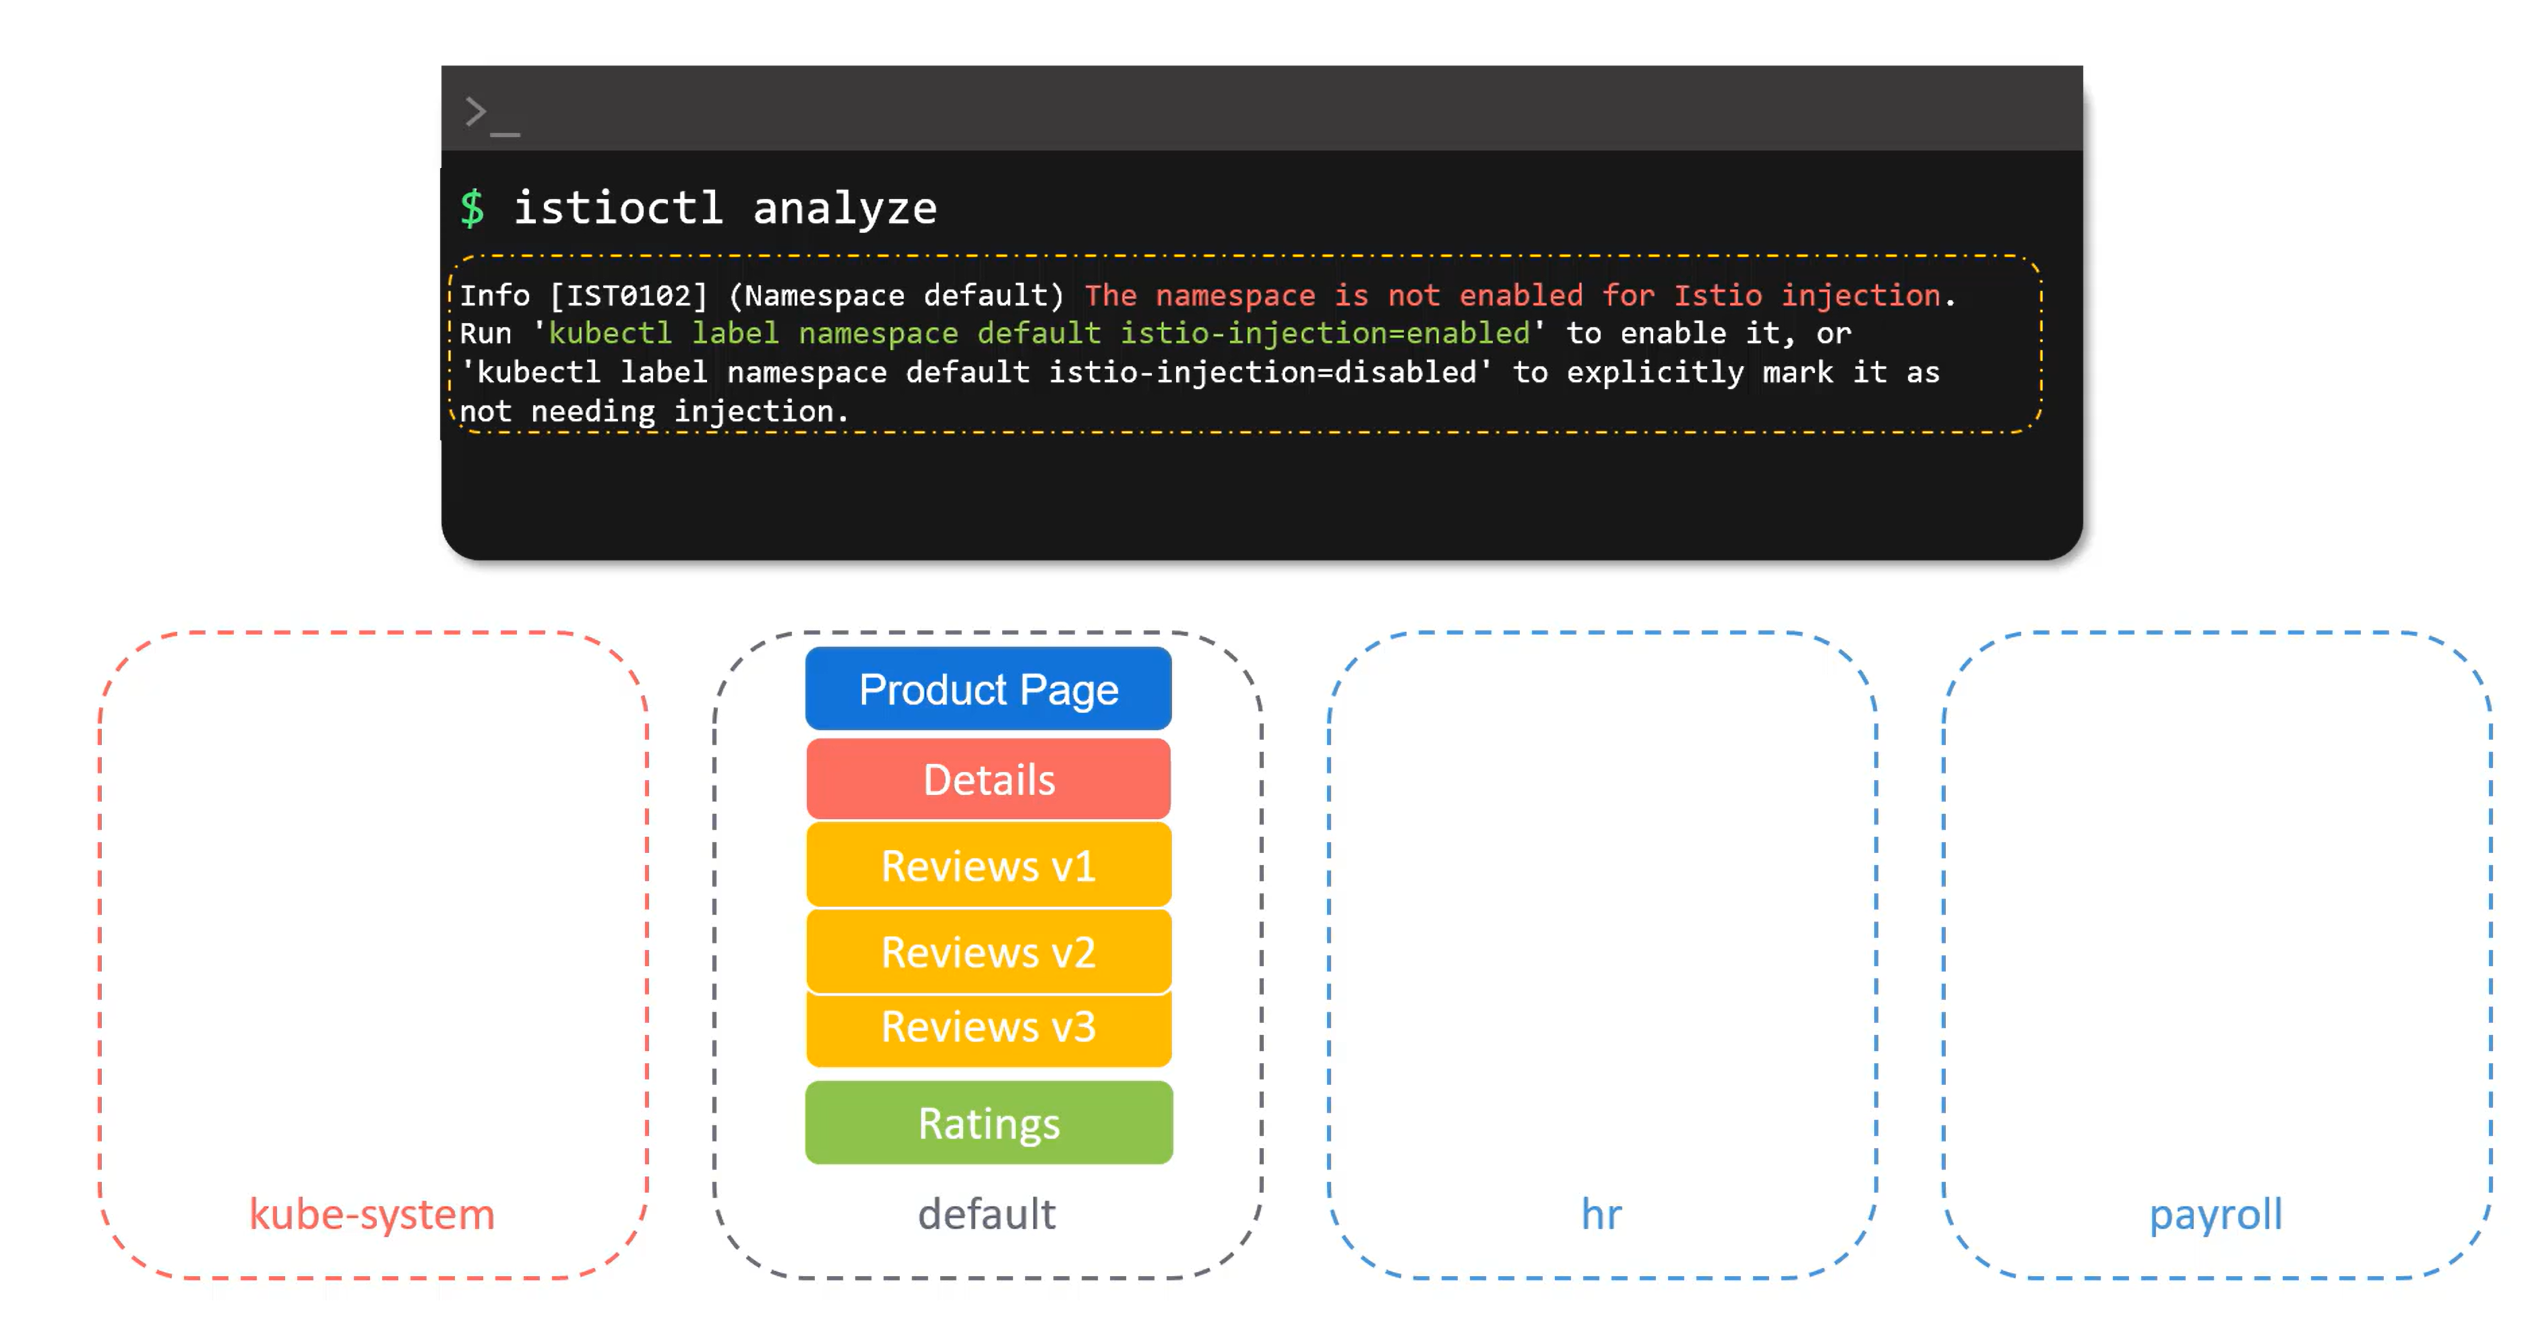 >_
$ istioctl analyze
Info [IST0102] (Namespace default) The namespace is not enabled for Istio injection.
Run 'kubectl label namespace default istio-injection=enabled' to enable it, or
'kubectl label namespace default istio-injection=disabled' to explicitly mark it as
not needing injection.
Product Page
Details
Reviews v1
Reviews v2
Reviews v3
Ratings
kube-system
default
hr
payroll